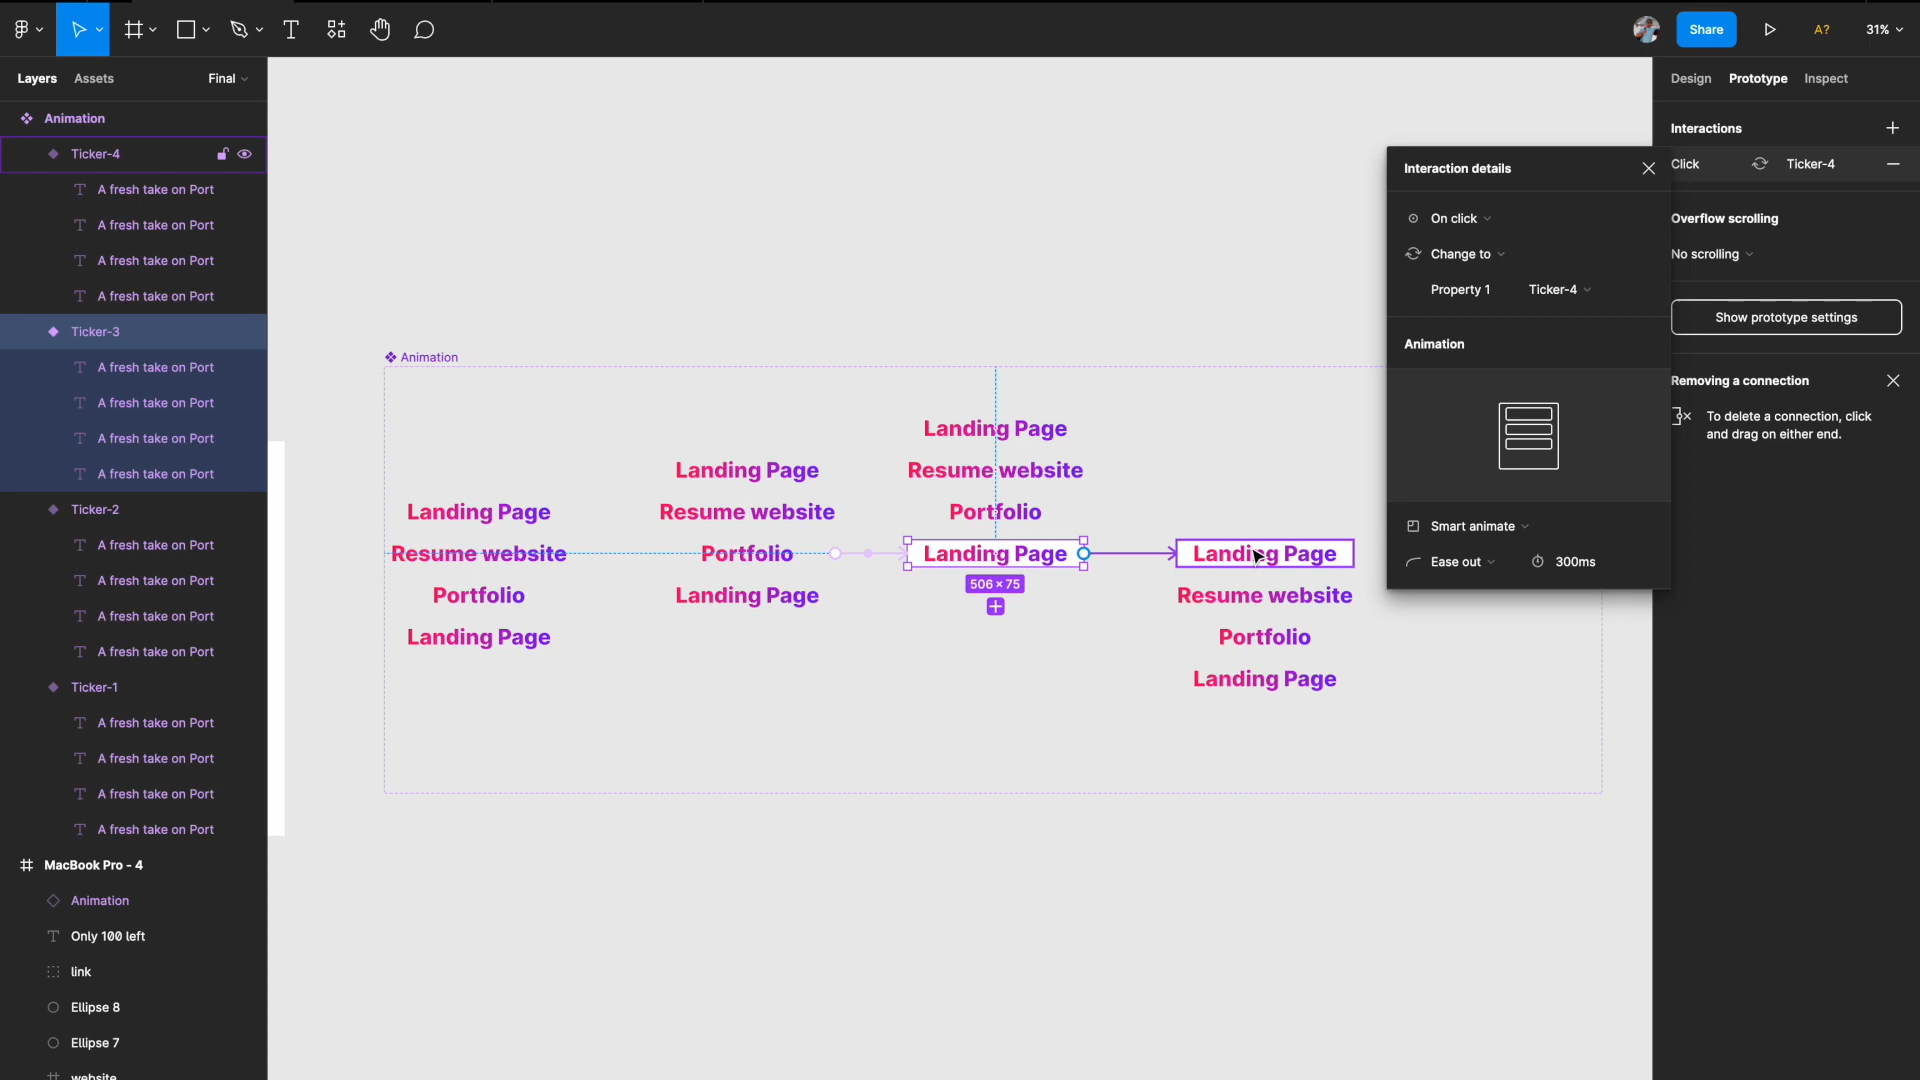 Share
A?
31%
Layers
Assets
Final
Design
Prototype
Inspect
Animation
Ticker-4
A fresh take on Port
A fresh take on Port
A fresh take on Port
A fresh take on Port
Ticker-3
A fresh take on Port
A fresh take on Port
A fresh take on Port
A fresh take on Port
Ticker-2
A fresh take on Port
A fresh take on Port
A fresh take on Port
A fresh take on Port
Ticker-1
A fresh take on Port
A fresh take on Port
A fresh take on Port
A fresh take on Port
MacBook Pro - 4
Animation
Only 100 left
link
Ellipse 8
Ellipse 7
website
Animation
Landing Page
Resume website
Portfolio
Landing Page
Landing Page
Resume website
Portfolio
Landing Page
Landing Page
Resume website
Portfolio
Landing Page
506 × 75
Landing Page
Resume website
Portfolio
Landing Page
Interaction details
On click
Change to
Property 1
Ticker-4
Animation
Smart animate
Ease out
300ms
Interactions
Click
Ticker-4
Overflow scrolling
No scrolling
Show prototype settings
Removing a connection
To delete a connection, click
and drag on either end.